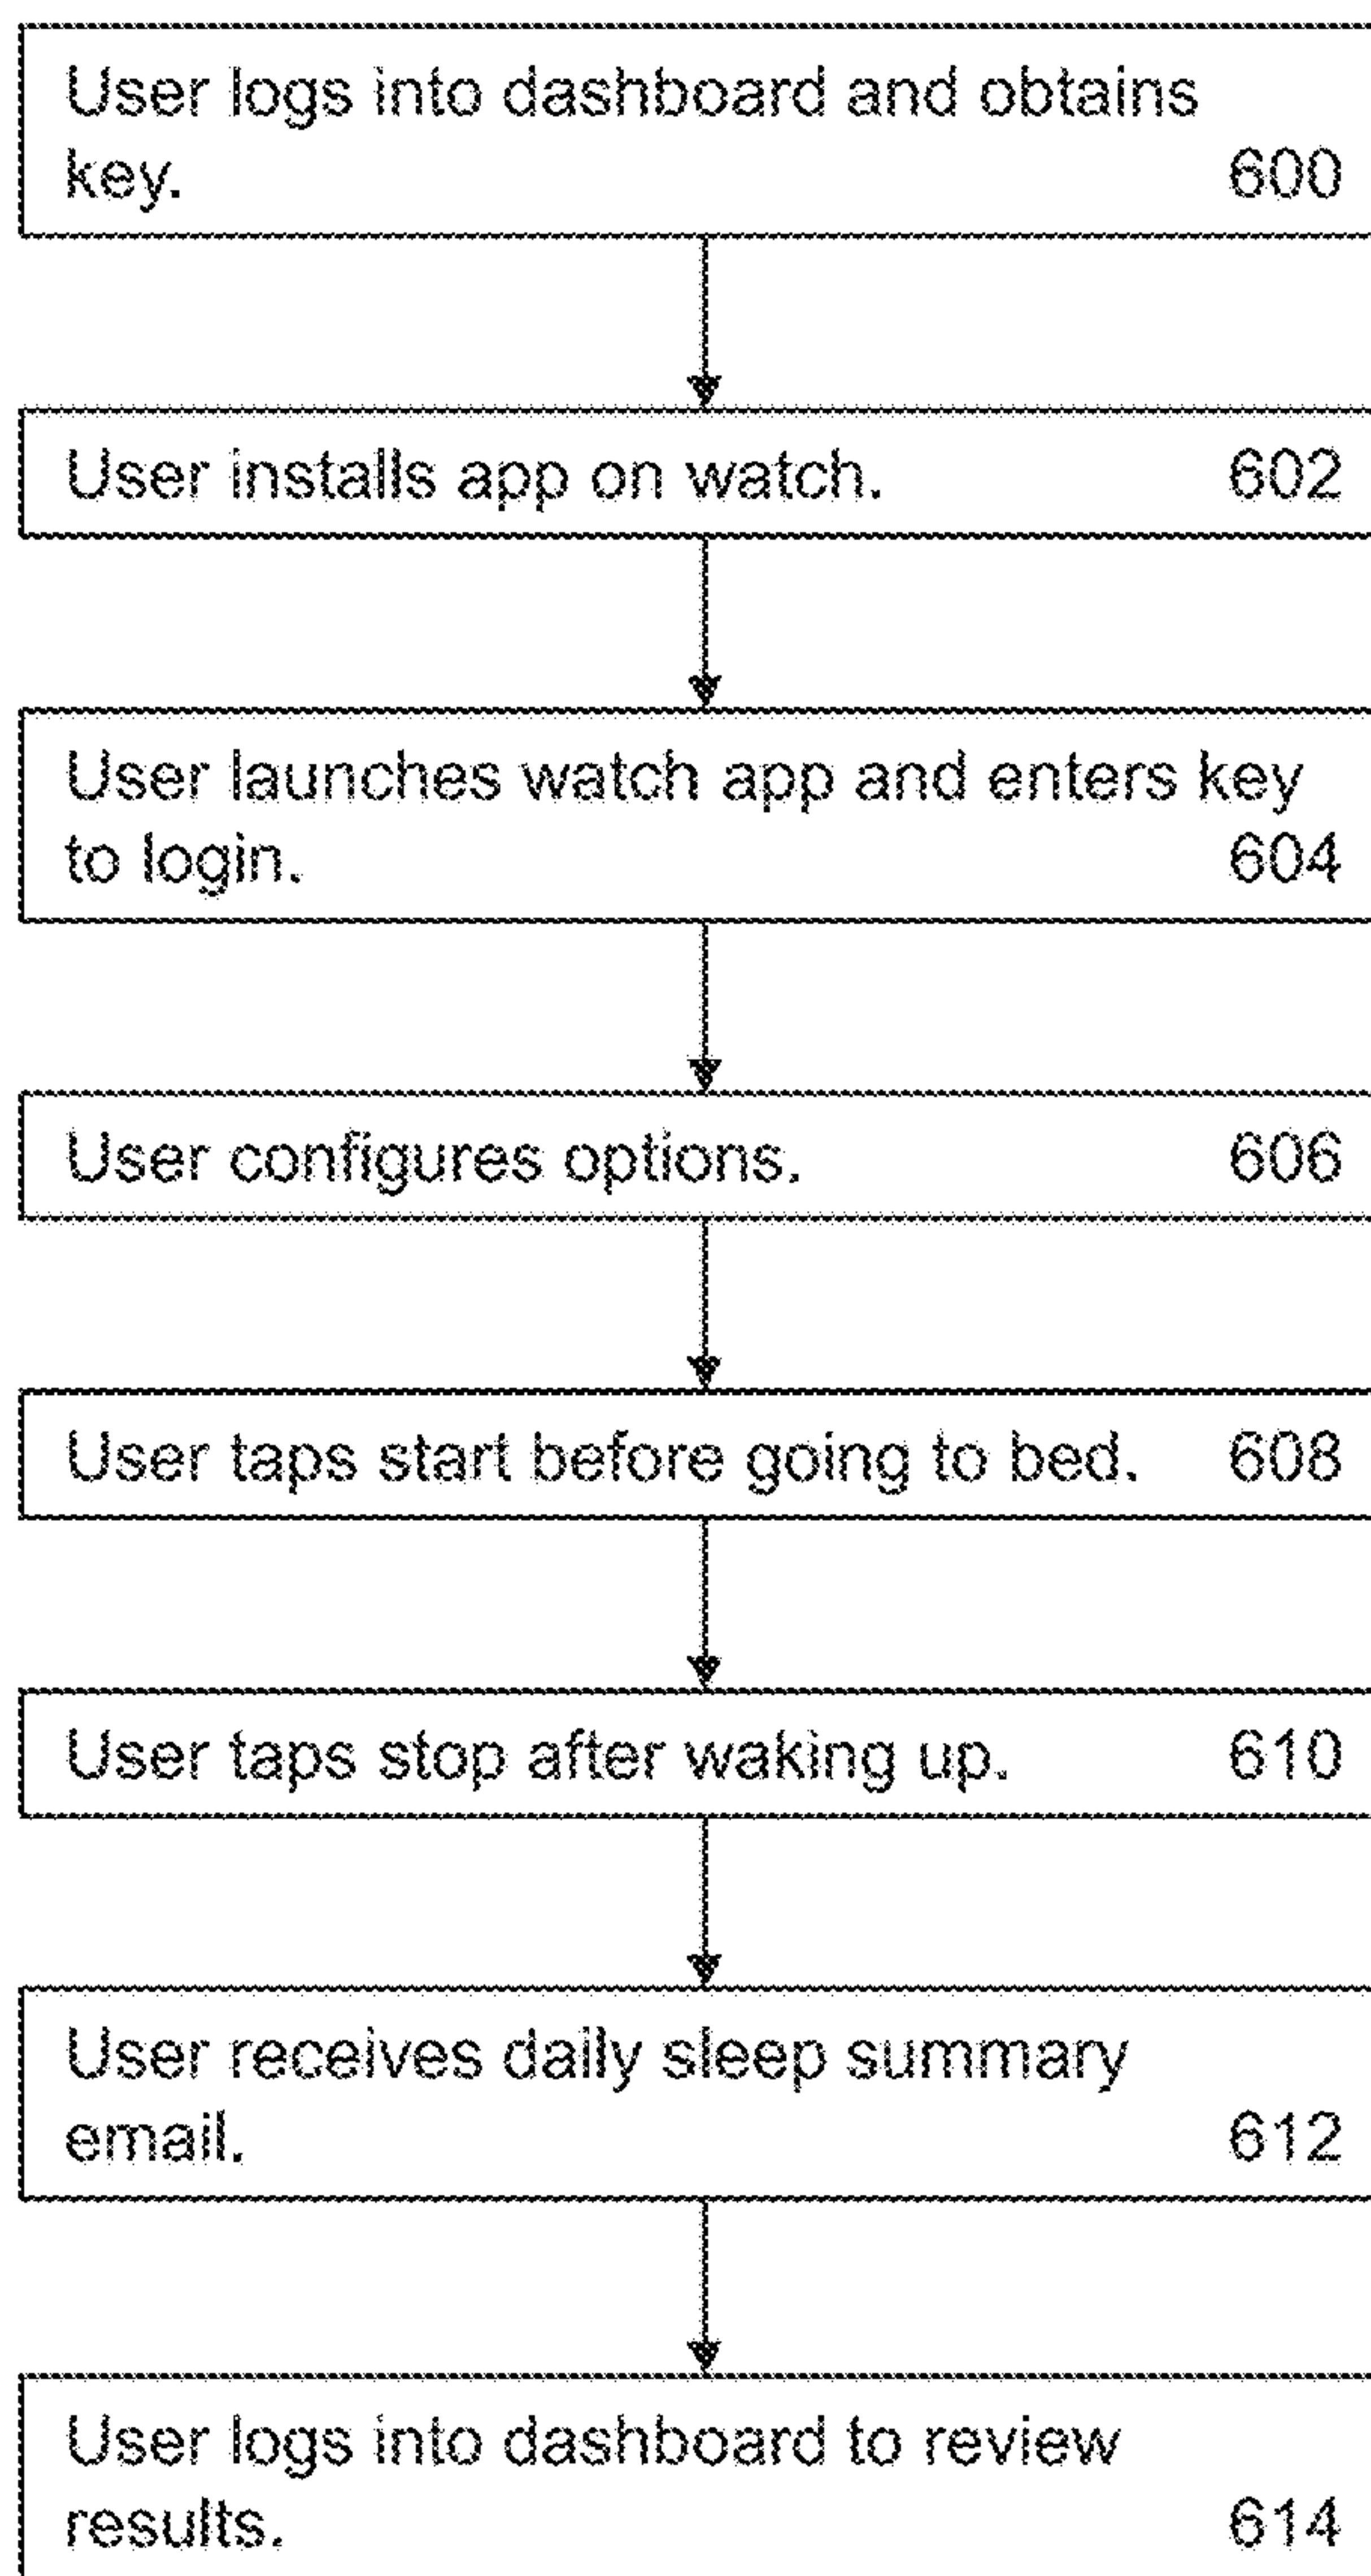 User logs into dashboard and obtains
key. 600
User installs app on watch. 602
User launches watch app and enters key
to login. 604
User configures options. 606
User taps start before going to bed. 608
User taps stop after waking up. 610
User receives daily sleep summary
email. 612
User logs into dashboard to review
results. 614